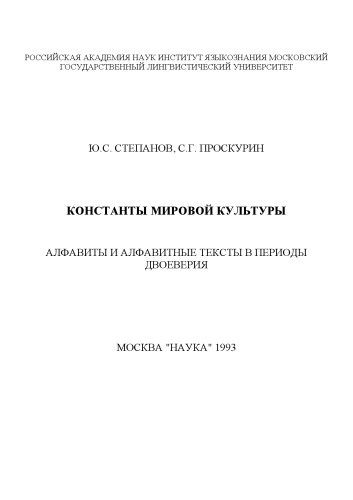 РОССИЙСКАЯ АКАДЕМИЯ НАУК ИНСТИТУТ ЯЗЫКОЗНАНИЯ МОСКОВСКИЙ
ГОСУДАРСТВЕННЫЙ ЛИНГВИСТИЧЕСКИЙ УНИВЕРСИТЕТ
Ю.С. СТЕПАНОВ, С.Г. ПРОСКУРИН
КОНСТАНТЫ МИРОВОЙ КУЛЬТУРЫ
АЛФАВИТЫ И АЛФАВИТНЫЕ ТЕКСТЫ В ПЕРИОДЫ
ДВОЕВЕРИЯ
МОСКВА "НАУКА" 1993